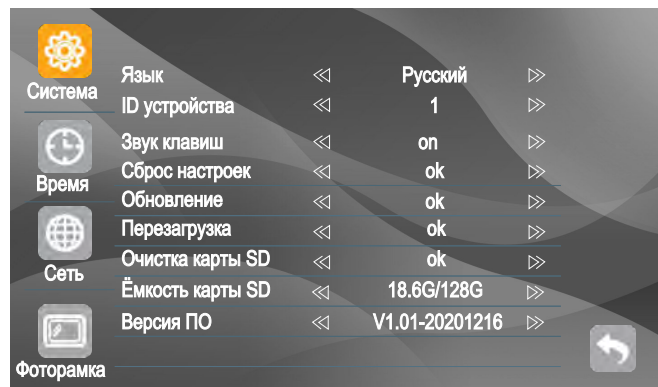 Система
Время
Сеть
Фоторамка
Язык Русский
ID устройства 1
Звук клавиш on
Сброс настроек ok
Обновление ok
Перезагрузка ok
Очистка карты SD ok
Ёмкость карты SD 18.6G/128G
Версия ПО V1.01-20201216